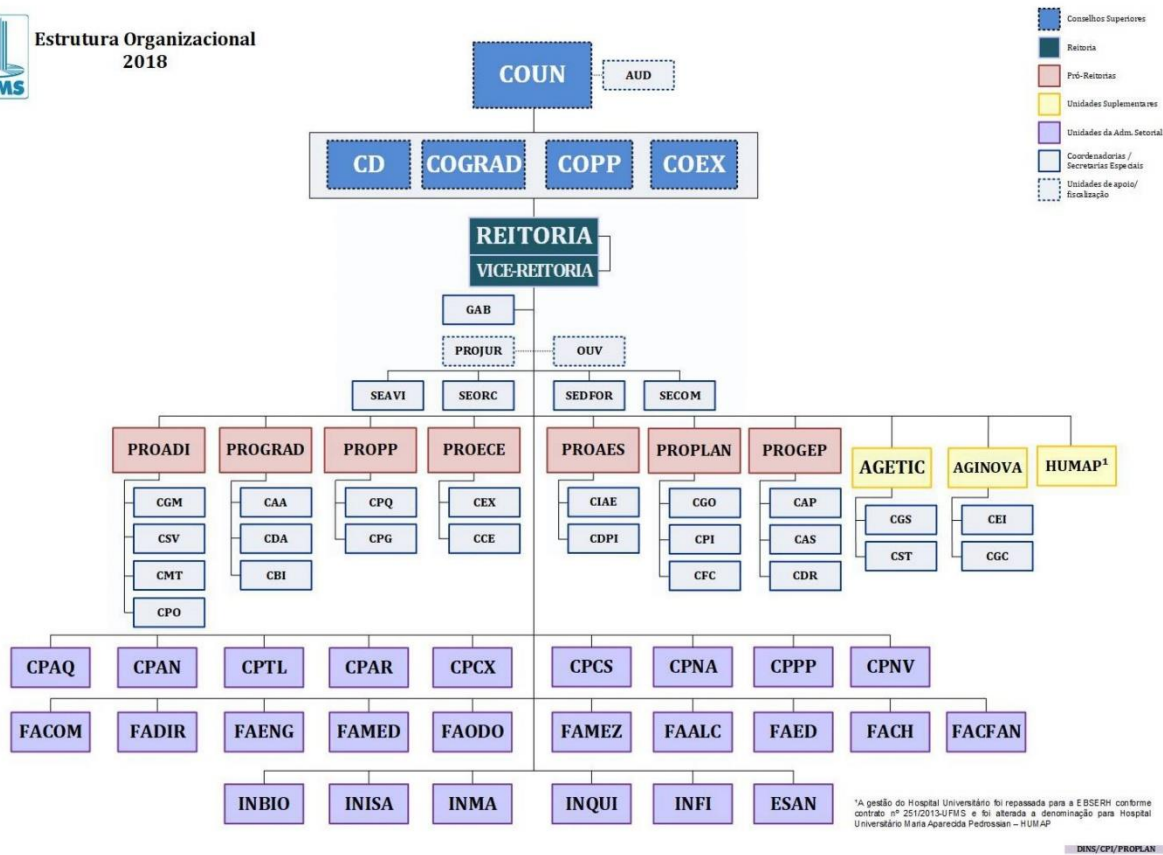 Estrutura Organizacional
2018
MS
COUN
AUD
Conselhos Superiores
Reitoria
Pró-Reitorias
Unidades Suplementares
Unidades da Adm. Setorial
Coordenadorias /
Secretarias Especiais
Unidades de apoio/
fiscalização
CD COGRAD COPP COEX
REITORIA
VICE-REITORIA
GAB
PROJUR OUV
SEAVI SEORC SEDFOR SECOM
PROADI PROGRAD PROPP PROECE PROAES PROPLAN PROGEP AGETIC AGINOVA HUMAP¹
CGM CAA CPQ CEX CIAE CGO CAP CGS CEI
CSV CDA CPG CCE CDPI CPI CAS CST CGC
CMT CBI CFC CDR
CPO
CPAQ CPAN CPTL CPAR CPCX CPCS CPNA CPPP CPNV
FACOM FADIR FAENG FAMED FAODO FAMEZ FAALC FAED FACH FACFAN
INBIO INISA INMA INQUI INFI ESAN
¹A gestão do Hospital Universitário foi repassada para a EBSERH conforme
contrato nº 251/2013-UFMS e foi alterada a denominação para Hospital
Universitário Maria Aparecida Pedrossian – HUMAP
DINS/CPI/PROPLAN